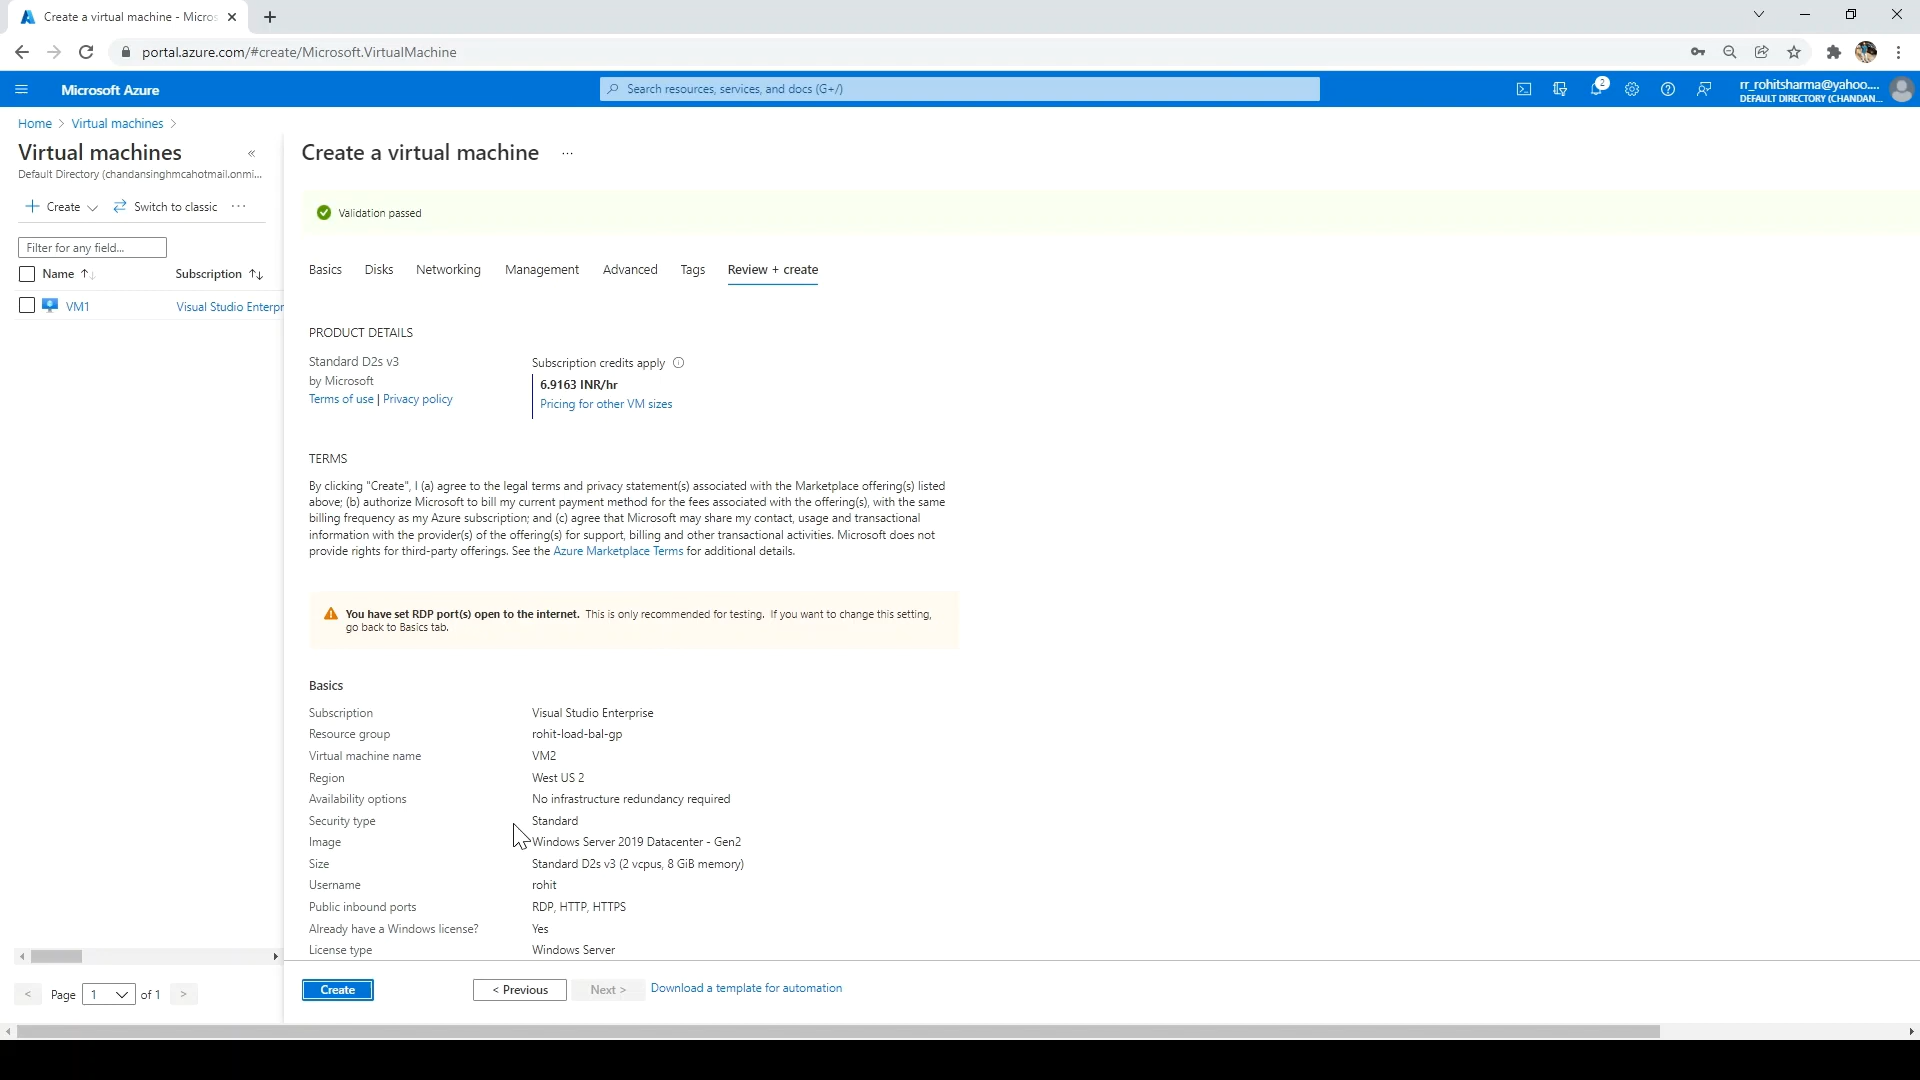 Create a virtual machine - Micros
portal.azure.com/#create/Microsoft.VirtualMachine
Microsoft Azure
Search resources, services, and docs (G+/)
2
rr_rohitsharma@yahoo....
DEFAULT DIRECTORY (CHANDAN...
Home > Virtual machines >
Virtual machines
Default Directory (chandansinghmcahotmail.onmi...
Create
Switch to classic
Filter for any field...
Name
Subscription
VM1
Visual Studio Enterpr
Page 1 of 1
Create a virtual machine
Validation passed
Basics
Disks
Networking
Management
Advanced
Tags
Review + create
PRODUCT DETAILS
Standard D2s v3
by Microsoft
Terms of use | Privacy policy
Subscription credits apply
6.9163 INR/hr
Pricing for other VM sizes
TERMS
By clicking "Create", I (a) agree to the legal terms and privacy statement(s) associated with the Marketplace offering(s) listed
above; (b) authorize Microsoft to bill my current payment method for the fees associated with the offering(s), with the same
billing frequency as my Azure subscription; and (c) agree that Microsoft may share my contact, usage and transactional
information with the provider(s) of the offering(s) for support, billing and other transactional activities. Microsoft does not
provide rights for third-party offerings. See the Azure Marketplace Terms for additional details.
You have set RDP port(s) open to the internet. This is only recommended for testing. If you want to change this setting,
go back to Basics tab.
Basics
Subscription Visual Studio Enterprise
Resource group rohit-load-bal-gp
Virtual machine name VM2
Region West US 2
Availability options No infrastructure redundancy required
Security type Standard
Image Windows Server 2019 Datacenter - Gen2
Size Standard D2s v3 (2 vcpus, 8 GiB memory)
Username rohit
Public inbound ports RDP, HTTP, HTTPS
Already have a Windows license? Yes
License type Windows Server
Create
< Previous
Next >
Download a template for automation